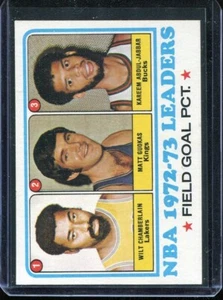 NBA 1972-73 LEADERS
FIELD GOAL PCT.
1
WILT CHAMBERLAIN
Lakers
2
MATT GUOKAS
Kings
3
KAREEM ABDUL-JABBAR
Bucks